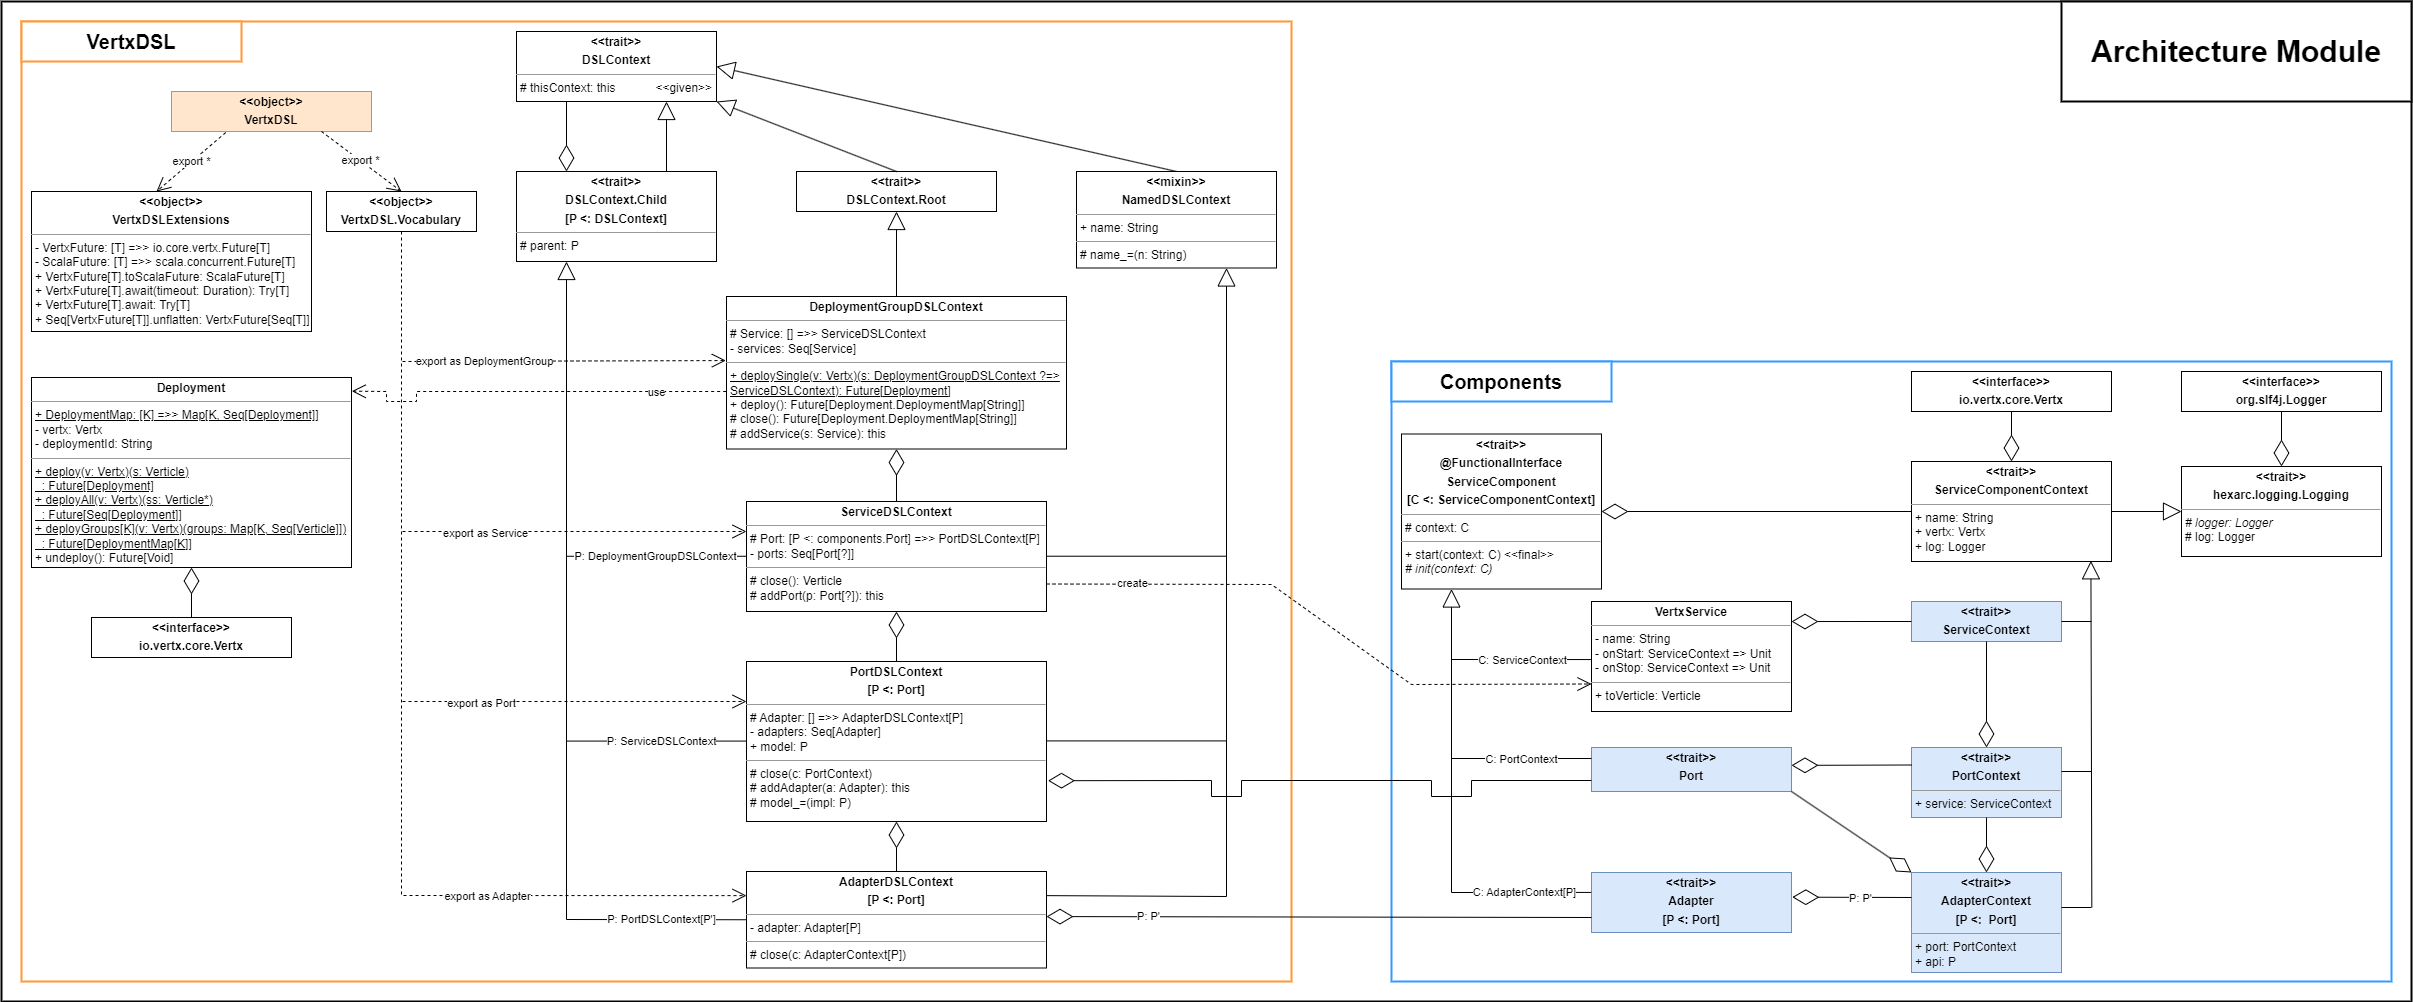 Architecture Module
VertxDSL
<<object>>
VertxDSL
export *
export *
<<object>>
VertxDSLExtensions
- VertxFuture: [T] =>> io.core.vertx.Future[T]
- ScalaFuture: [T] =>> scala.concurrent.Future[T]
+ VertxFuture[T].toScalaFuture: ScalaFuture[T]
+ VertxFuture[T].await(timeout: Duration): Try[T]
+ VertxFuture[T].await: Try[T]
+ Seq[VertxFuture[T]].unflatten: VertxFuture[Seq[T]]
<<object>>
VertxDSL.Vocabulary
<<trait>>
DSLContext
# thisContext: this <<given>>
<<trait>>
DSLContext.Child
[P <: DSLContext]
# parent: P
<<trait>>
DSLContext.Root
<<mixin>>
NamedDSLContext
+ name: String
# name_=(n: String)
Deployment
+ DeploymentMap: [K] =>> Map[K, Seq[Deployment]]
- vertx: Vertx
- deploymentId: String
+ deploy(v: Vertx)(s: Verticle)
: Future[Deployment]
+ deployAll(v: Vertx)(ss: Verticle*)
: Future[Seq[Deployment]]
+ deployGroups[K](v: Vertx)(groups: Map[K, Seq[Verticle]])
: Future[DeploymentMap[K]]
+ undeploy(): Future[Void]
<<interface>>
io.vertx.core.Vertx
export as DeploymentGroup
use
DeploymentGroupDSLContext
# Service: [] =>> ServiceDSLContext
- services: Seq[Service]
+ deploySingle(v: Vertx)(s: DeploymentGroupDSLContext ?=>
ServiceDSLContext): Future[Deployment]
+ deploy(): Future[Deployment.DeploymentMap[String]]
# close(): Future[Deployment.DeploymentMap[String]]
# addService(s: Service): this
export as Service
P: DeploymentGroupDSLContext
ServiceDSLContext
# Port: [P <: components.Port] =>> PortDSLContext[P]
- ports: Seq[Port[?]]
# close(): Verticle
# addPort(p: Port[?]): this
create
export as Port
P: ServiceDSLContext
PortDSLContext
[P <: Port]
# Adapter: [] =>> AdapterDSLContext[P]
- adapters: Seq[Adapter]
+ model: P
# close(c: PortContext)
# addAdapter(a: Adapter): this
# model_=(impl: P)
export as Adapter
P: PortDSLContext[P']
AdapterDSLContext
[P <: Port]
- adapter: Adapter[P]
# close(c: AdapterContext[P])
P: P'
Components
<<interface>>
io.vertx.core.Vertx
<<interface>>
org.slf4j.Logger
<<trait>>
@FunctionalInterface
ServiceComponent
[C <: ServiceComponentContext]
# context: C
+ start(context: C) <<final>>
# init(context: C)
<<trait>>
ServiceComponentContext
+ name: String
+ vertx: Vertx
+ log: Logger
<<trait>>
hexarc.logging.Logging
# logger: Logger
# log: Logger
C: ServiceContext
VertxService
- name: String
- onStart: ServiceContext => Unit
- onStop: ServiceContext => Unit
+ toVerticle: Verticle
<<trait>>
ServiceContext
C: PortContext
<<trait>>
Port
<<trait>>
PortContext
+ service: ServiceContext
C: AdapterContext[P]
<<trait>>
Adapter
[P <: Port]
P: P'
<<trait>>
AdapterContext
[P <: Port]
+ port: PortContext
+ api: P